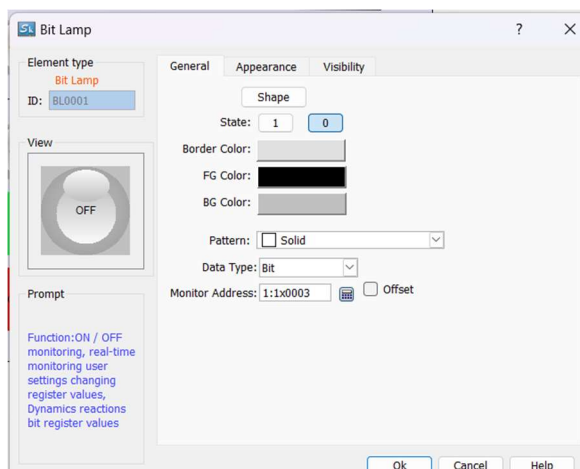 Bit Lamp
?
X
Element type
Bit Lamp
ID: BL0001
View
OFF
Prompt
Function:ON / OFF
monitoring, real-time
monitoring user
settings changing
register values,
Dynamics reactions
bit register values
General Appearance Visibility
Shape
State: 1 0
Border Color:
FG Color:
BG Color:
Pattern: Solid
Data Type: Bit
Monitor Address: 1:1x0003 Offset
Ok Cancel Help